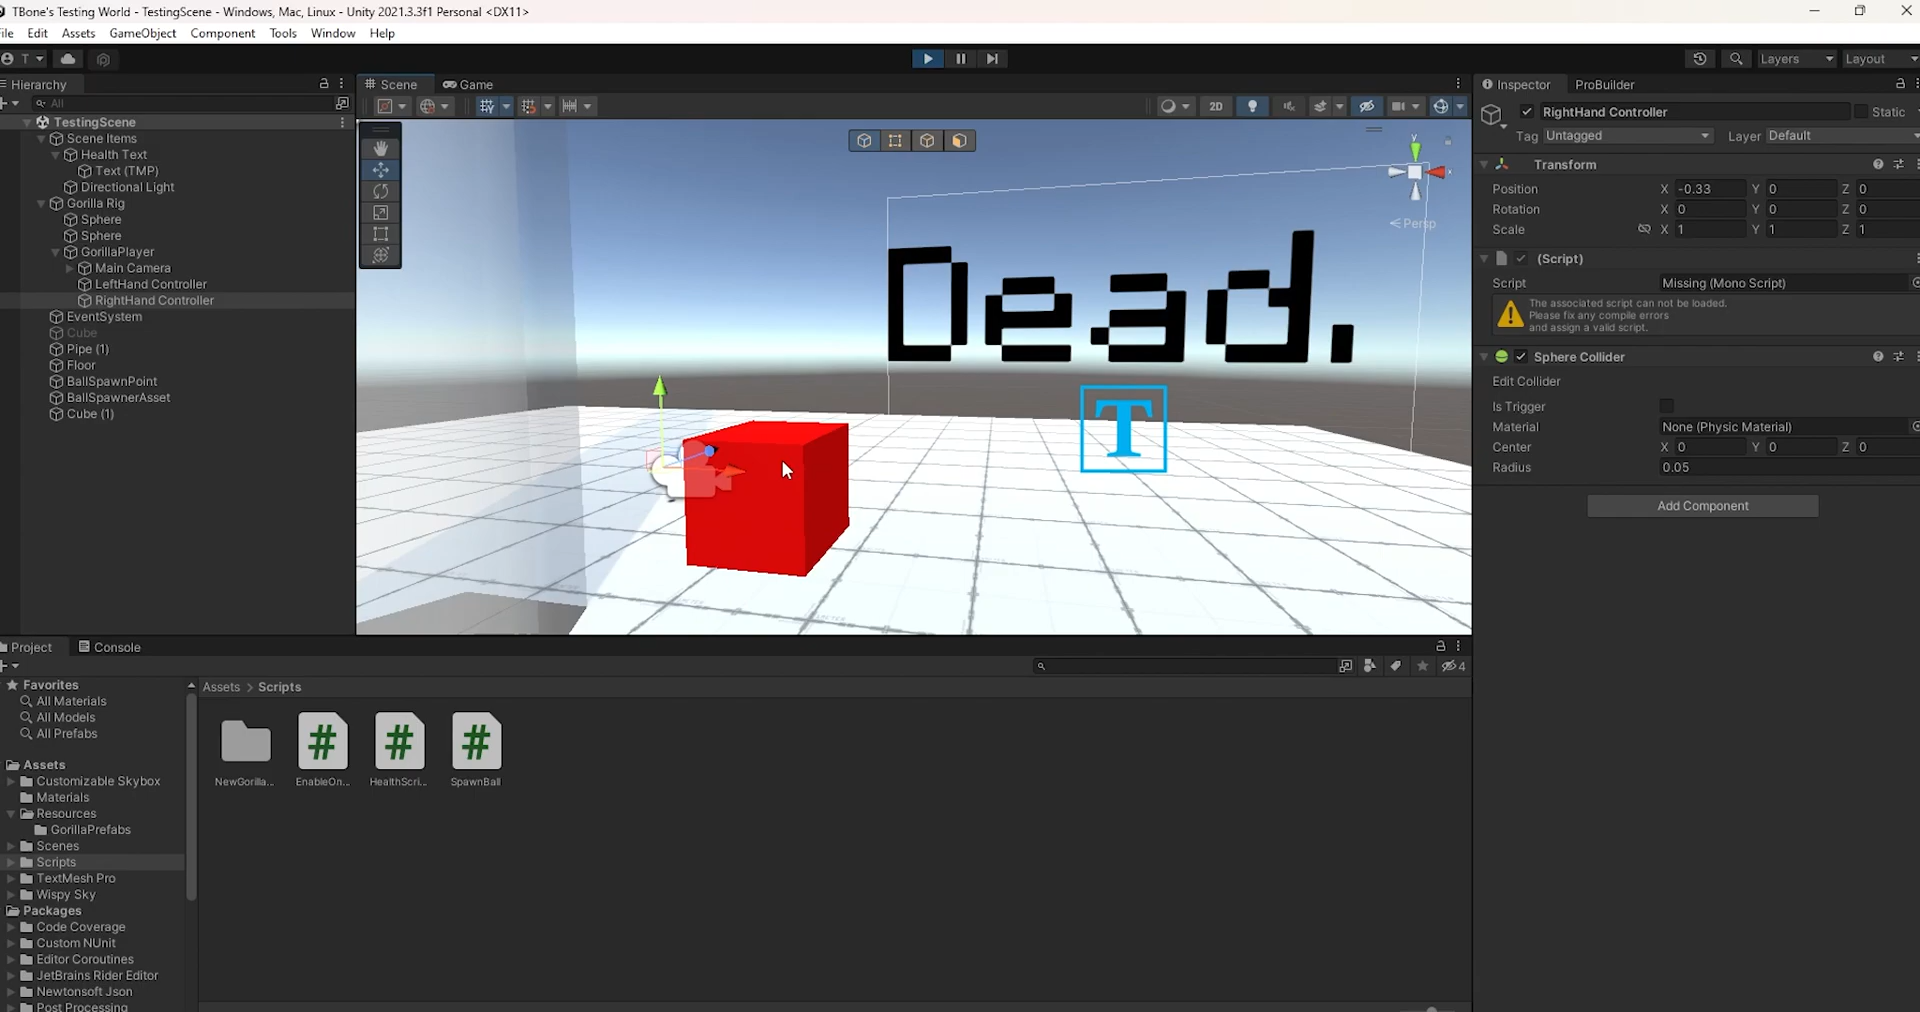 TBone's Testing World - TestingScene - Windows, Mac, Linux - Unity 2021.3.3f1 Personal <DX11>
ile Edit Assets GameObject Component Tools Window Help
T Layers Layout
Hierarchy
All
TestingScene
Scene Items
Health Text
Text (TMP)
Directional Light
Gorilla Rig
Sphere
Sphere
GorillaPlayer
Main Camera
LeftHand Controller
RightHand Controller
EventSystem
Cube
Pipe (1)
Floor
BallSpawnPoint
BallSpawnerAsset
Cube (1)
Scene Game
2D
y
x
Persp
Dead.
T
Inspector ProBuilder
RightHand Controller Static
Tag Untagged Layer Default
Transform
Position X -0.33 Y 0 Z 0
Rotation X 0 Y 0 Z 0
Scale X 1 Y 1 Z 1
(Script)
Script Missing (Mono Script)
The associated script can not be loaded.
Please fix any compile errors
and assign a valid script.
Sphere Collider
Edit Collider
Is Trigger
Material None (Physic Material)
Center X 0 Y 0 Z 0
Radius 0.05
Add Component
Project Console
4
Favorites
All Materials
All Models
All Prefabs
Assets
Customizable Skybox
Materials
Resources
GorillaPrefabs
Scenes
Scripts
TextMesh Pro
Wispy Sky
Packages
Code Coverage
Custom NUnit
Editor Coroutines
JetBrains Rider Editor
Newtonsoft Json
Post Processing
Assets > Scripts
NewGorilla... EnableOn... HealthScri... SpawnBall